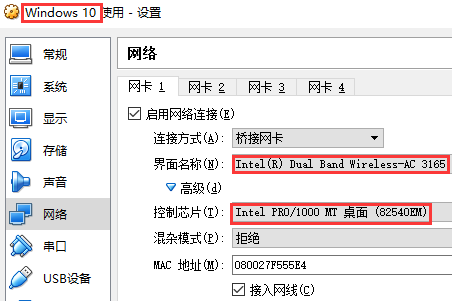 Windows 10使用 - 设置
常规
系统
显示
存储
声音
网络
串口
USB设备
网络
网卡 1
网卡 2
网卡 3
网卡 4
启用网络连接(E)
连接方式(A): 桥接网卡
界面名称(N): Intel(R) Dual Band Wireless-AC 3165
高级(d)
控制芯片(T): Intel PRO/1000 MT 桌面 (82540EM)
混杂模式(P): 拒绝
MAC 地址(M): 080027F555E4
接入网线(C)